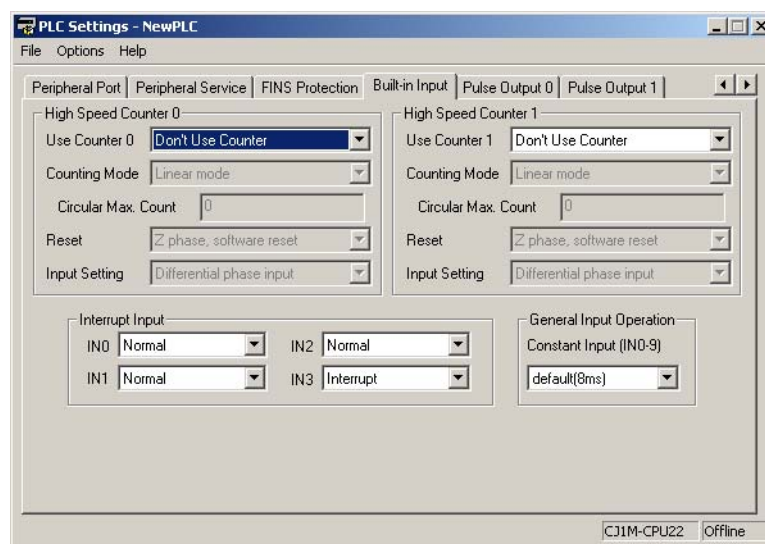 PLC Settings - NewPLC
File Options Help
Peripheral Port Peripheral Service FINS Protection Built-in Input Pulse Output 0 Pulse Output 1
High Speed Counter 0
Use Counter 0 Don't Use Counter
Counting Mode Linear mode
Circular Max. Count 0
Reset Z phase, software reset
Input Setting Differential phase input
High Speed Counter 1
Use Counter 1 Don't Use Counter
Counting Mode Linear mode
Circular Max. Count 0
Reset Z phase, software reset
Input Setting Differential phase input
Interrupt Input
IN0 Normal IN2 Normal
IN1 Normal IN3 Interrupt
General Input Operation
Constant Input (IN0-9)
default(8ms)
CJ1M-CPU22 Offline